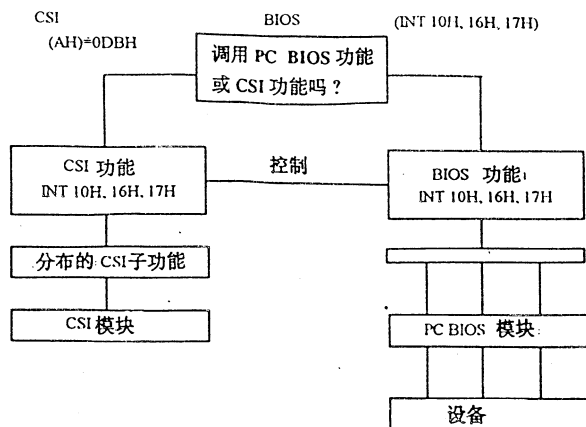 CSI BIOS (INT 10H, 16H, 17H)
(AH)=0DBH
调用 PC BIOS 功能
或 CSI 功能吗？
CSI 功能
INT 10H, 16H, 17H
控制
BIOS 功能：
INT 10H, 16H, 17H
分布的 CSI 子功能
CSI 模块
PC BIOS 模块
设备